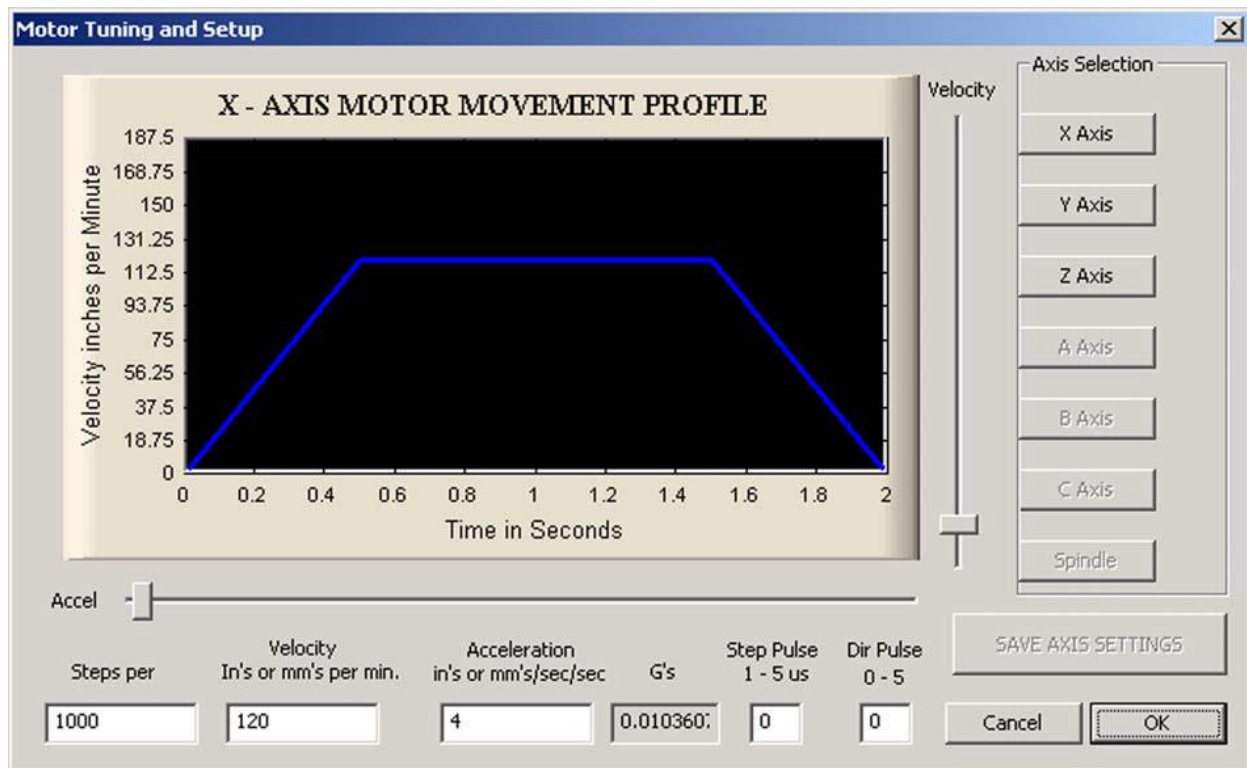 Motor Tuning and Setup
X - AXIS MOTOR MOVEMENT PROFILE
Velocity inches per Minute
187.5
168.75
150
131.25
112.5
93.75
75
56.25
37.5
18.75
0
0 0.2 0.4 0.6 0.8 1 1.2 1.4 1.6 1.8 2
Time in Seconds
Velocity
Axis Selection
X Axis
Y Axis
Z Axis
A Axis
B Axis
C Axis
Spindle
Accel
Steps per
1000
Velocity
In's or mm's per min.
120
Acceleration
in's or mm's/sec/sec
4
G's
0.010360
Step Pulse
1 - 5 us
0
Dir Pulse
0 - 5
0
SAVE AXIS SETTINGS
Cancel
OK